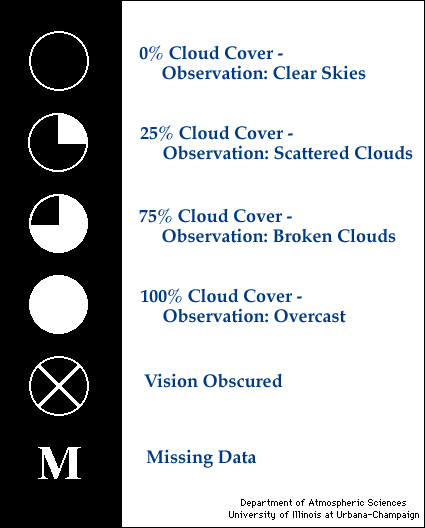 0% Cloud Cover -
Observation: Clear Skies
25% Cloud Cover -
Observation: Scattered Clouds
75% Cloud Cover -
Observation: Broken Clouds
100% Cloud Cover -
Observation: Overcast
Vision Obscured
M Missing Data
Department of Atmospheric Sciences
University of Illinois at Urbana-Champaign